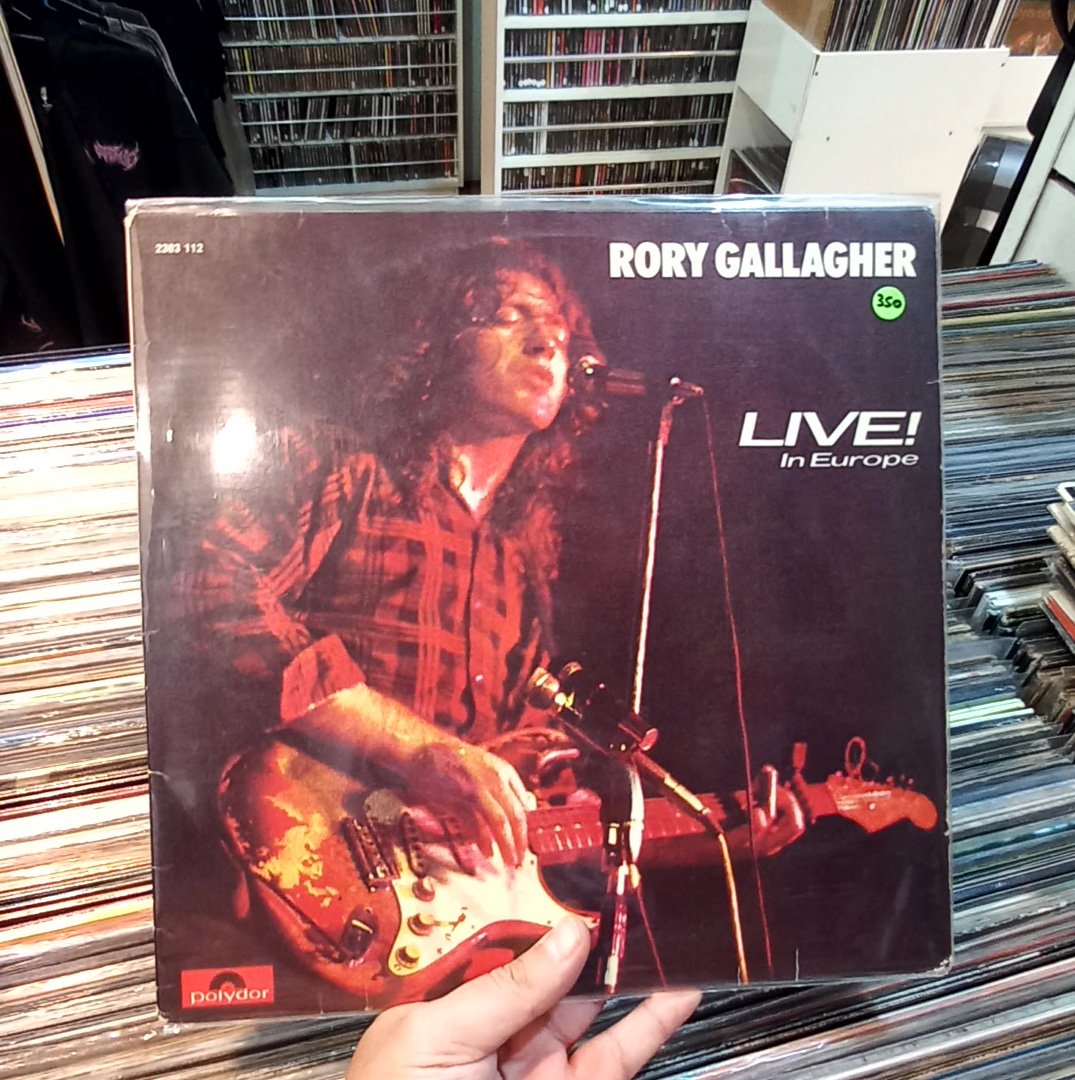 2383 112
RORY GALLAGHER
350
LIVE!
In Europe
polydor